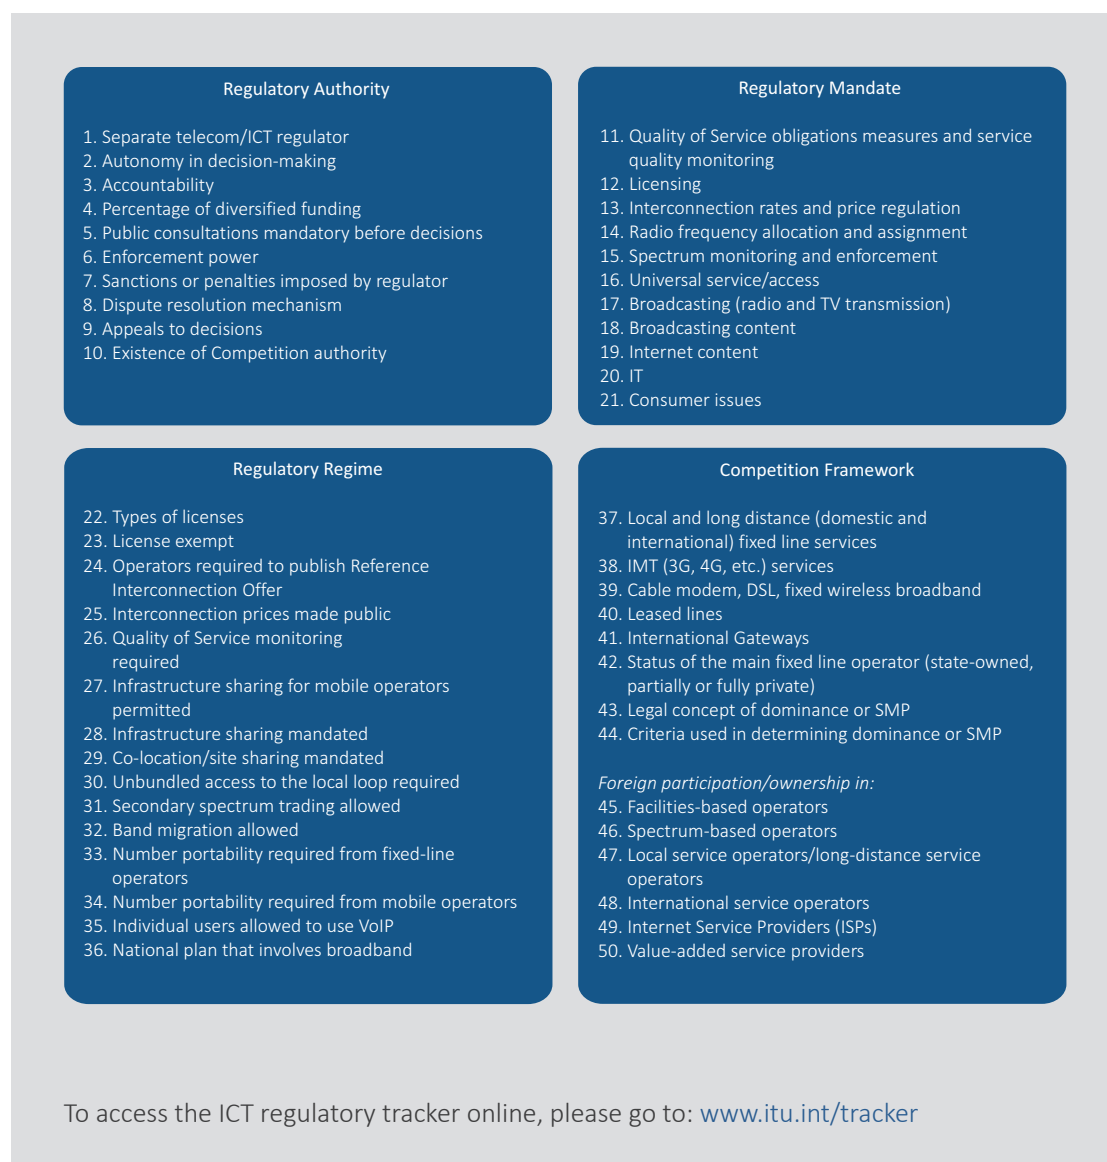 Regulatory Authority
1. Separate telecom/ICT regulator
2. Autonomy in decision-making
3. Accountability
4. Percentage of diversified funding
5. Public consultations mandatory before decisions
6. Enforcement power
7. Sanctions or penalties imposed by regulator
8. Dispute resolution mechanism
9. Appeals to decisions
10. Existence of Competition authority
Regulatory Mandate
11. Quality of Service obligations measures and service
quality monitoring
12. Licensing
13. Interconnection rates and price regulation
14. Radio frequency allocation and assignment
15. Spectrum monitoring and enforcement
16. Universal service/access
17. Broadcasting (radio and TV transmission)
18. Broadcasting content
19. Internet content
20. IT
21. Consumer issues
Regulatory Regime
22. Types of licenses
23. License exempt
24. Operators required to publish Reference
Interconnection Offer
25. Interconnection prices made public
26. Quality of Service monitoring
required
27. Infrastructure sharing for mobile operators
permitted
28. Infrastructure sharing mandated
29. Co-location/site sharing mandated
30. Unbundled access to the local loop required
31. Secondary spectrum trading allowed
32. Band migration allowed
33. Number portability required from fixed-line
operators
34. Number portability required from mobile operators
35. Individual users allowed to use VoIP
36. National plan that involves broadband
Competition Framework
37. Local and long distance (domestic and
international) fixed line services
38. IMT (3G, 4G, etc.) services
39. Cable modem, DSL, fixed wireless broadband
40. Leased lines
41. International Gateways
42. Status of the main fixed line operator (state-owned,
partially or fully private)
43. Legal concept of dominance or SMP
44. Criteria used in determining dominance or SMP
Foreign participation/ownership in:
45. Facilities-based operators
46. Spectrum-based operators
47. Local service operators/long-distance service
operators
48. International service operators
49. Internet Service Providers (ISPs)
50. Value-added service providers
To access the ICT regulatory tracker online, please go to: www.itu.int/tracker